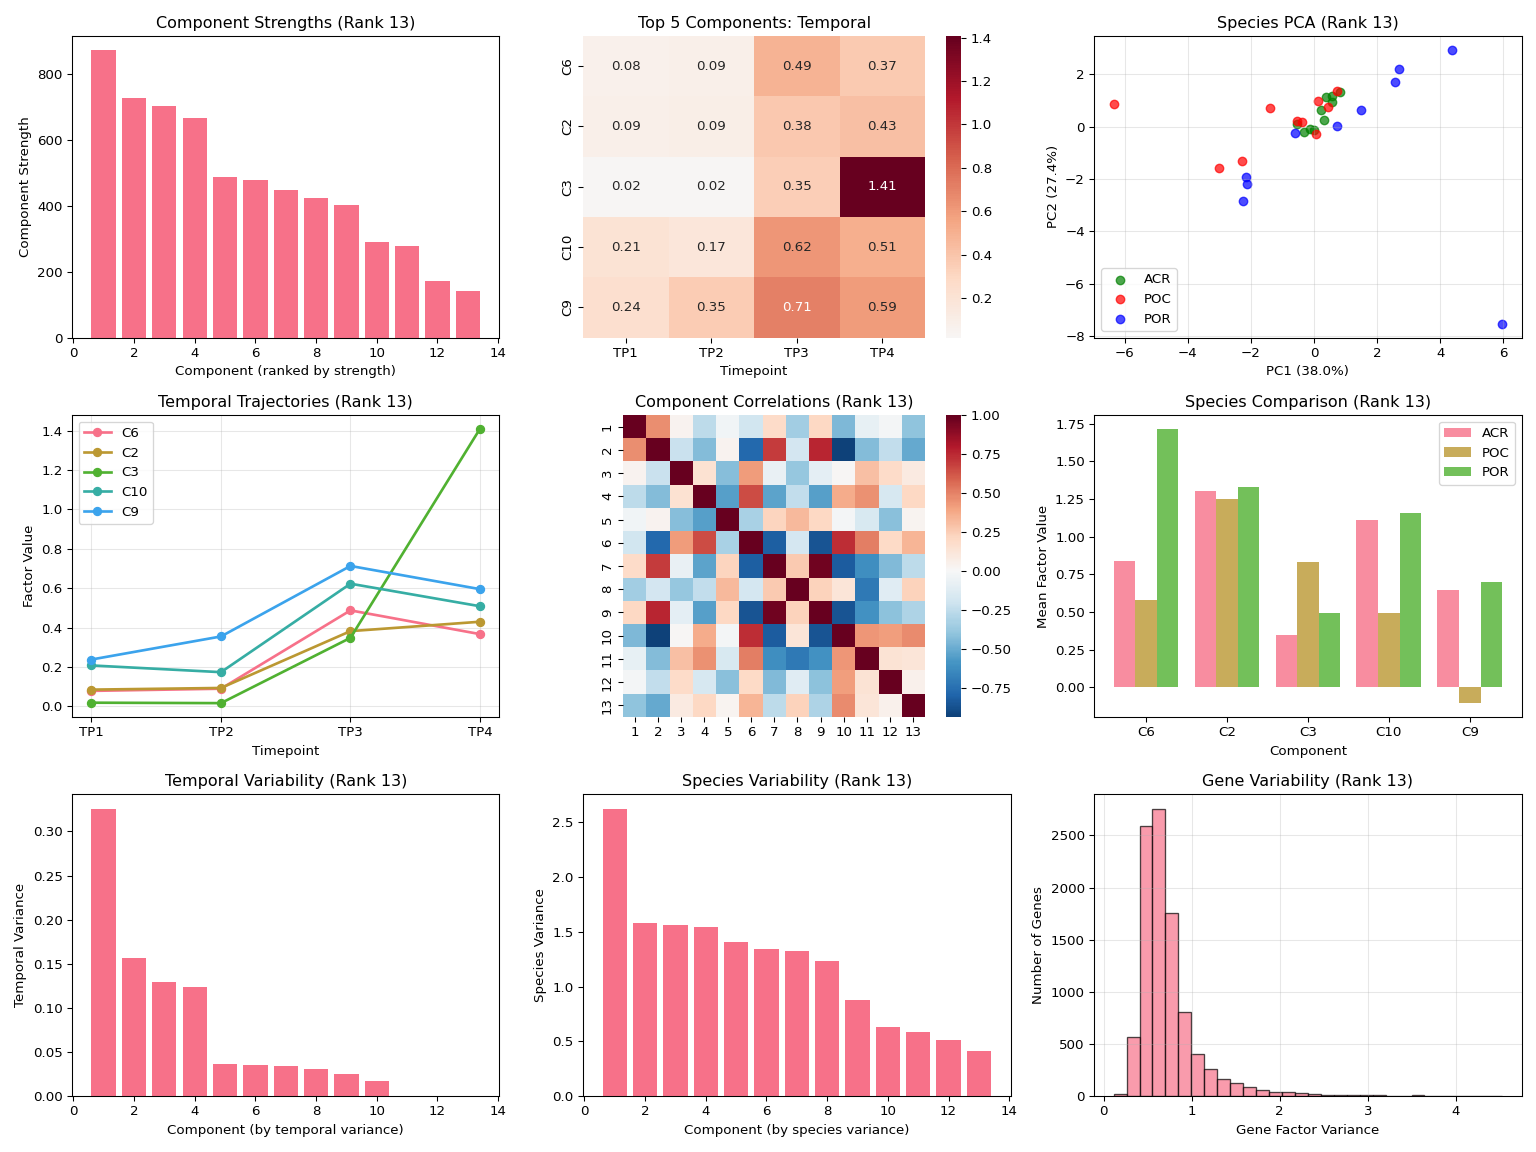 Component Strengths (Rank 13)
Component Strength
800
600
400
200
0
0 2 4 6 8 10 12 14
Component (ranked by strength)
Top 5 Components: Temporal
C6 0.08 0.09 0.49 0.37
C2 0.09 0.09 0.38 0.43
C3 0.02 0.02 0.35 1.41
C10 0.21 0.17 0.62 0.51
C9 0.24 0.35 0.71 0.59
TP1 TP2 TP3 TP4
Timepoint
1.4
1.2
1.0
0.8
0.6
0.4
0.2
Species PCA (Rank 13)
PC2 (27.4%)
2
0
−2
−4
−6
−8
ACR
POC
POR
−6 −4 −2 0 2 4 6
PC1 (38.0%)
Temporal Trajectories (Rank 13)
Factor Value
1.4
1.2
1.0
0.8
0.6
0.4
0.2
0.0
C6
C2
C3
C10
C9
TP1 TP2 TP3 TP4
Timepoint
Component Correlations (Rank 13)
1
2
3
4
5
6
7
8
9
10
11
12
13
1 2 3 4 5 6 7 8 9 10 11 12 13
1.00
0.75
0.50
0.25
0.00
−0.25
−0.50
−0.75
Species Comparison (Rank 13)
Mean Factor Value
1.75
1.50
1.25
1.00
0.75
0.50
0.25
0.00
ACR
POC
POR
C6 C2 C3 C10 C9
Component
Temporal Variability (Rank 13)
Temporal Variance
0.30
0.25
0.20
0.15
0.10
0.05
0.00
0 2 4 6 8 10 12 14
Component (by temporal variance)
Species Variability (Rank 13)
Species Variance
2.5
2.0
1.5
1.0
0.5
0.0
0 2 4 6 8 10 12 14
Component (by species variance)
Gene Variability (Rank 13)
Number of Genes
2500
2000
1500
1000
500
0
0 1 2 3 4
Gene Factor Variance